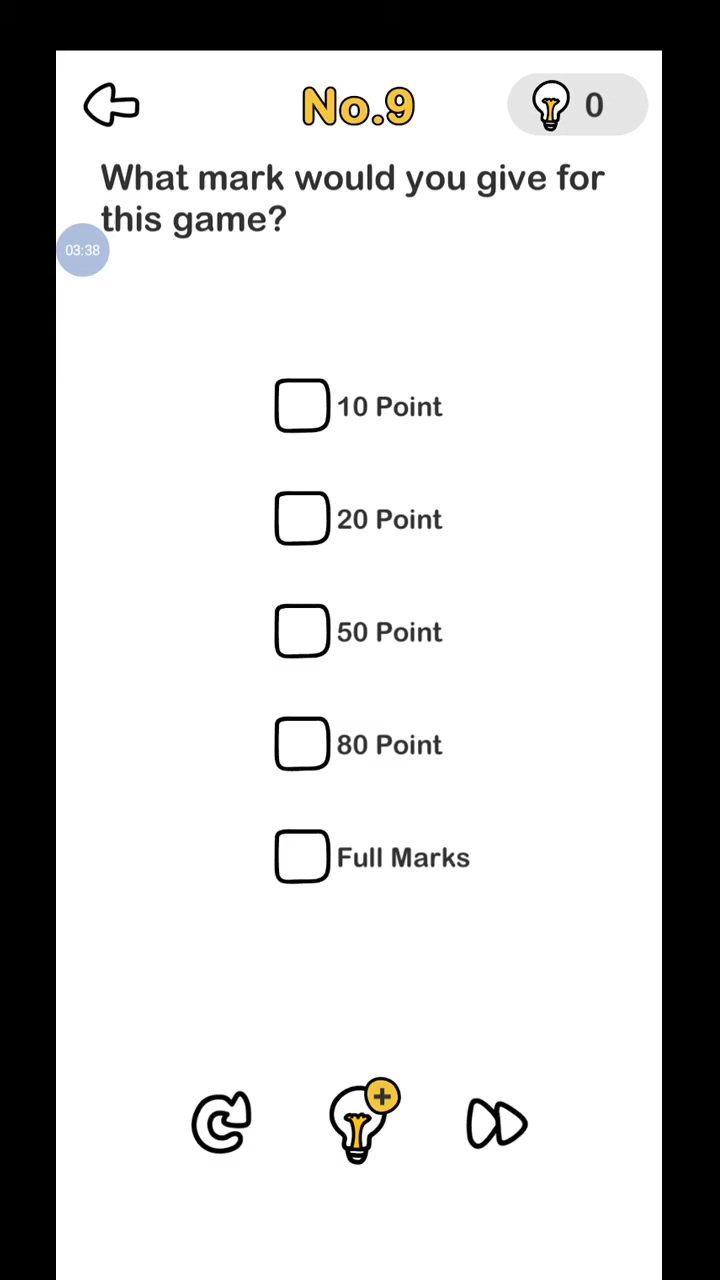 No.9
0
What mark would you give for
this game?
03:38
10 Point
20 Point
50 Point
80 Point
Full Marks